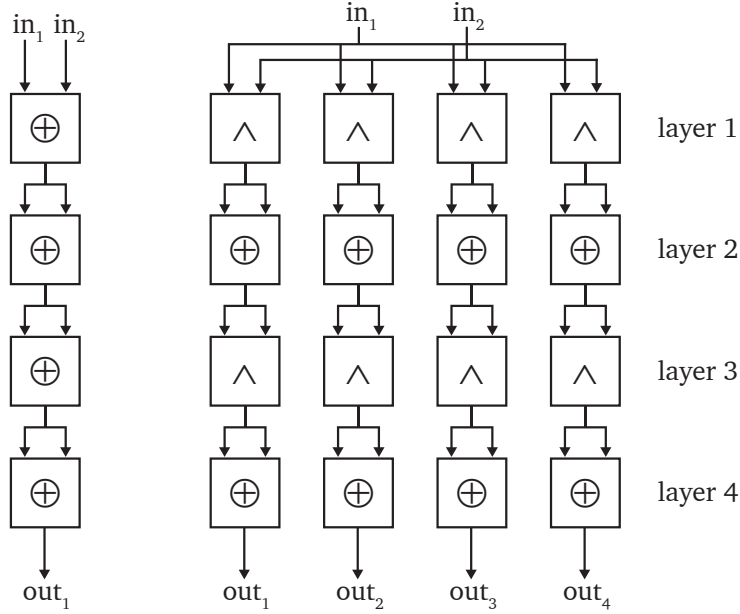 in₁ in₂
in₁ in₂
⊕ ∧ ∧ ∧ ∧ layer 1
⊕ ⊕ ⊕ ⊕ ⊕ layer 2
⊕ ∧ ∧ ∧ ∧ layer 3
⊕ ⊕ ⊕ ⊕ ⊕ layer 4
out₁ out₁ out₂ out₃ out₄